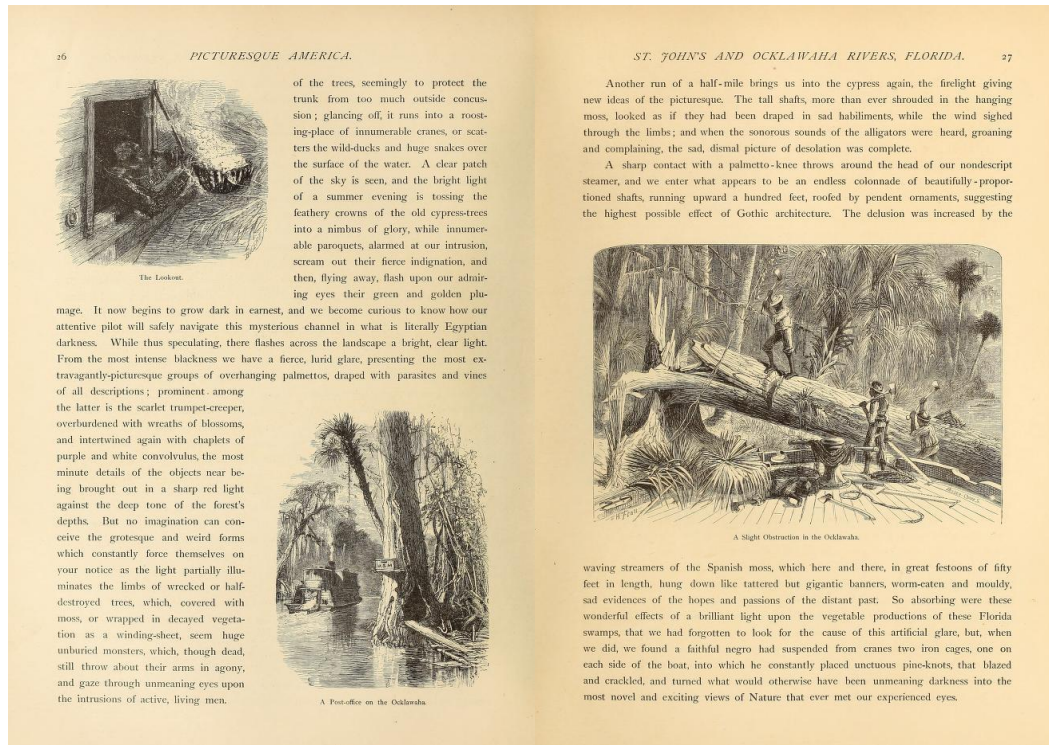 26
PICTURESQUE AMERICA.
of the trees, seemingly to protect the
trunk from too much outside concus-
sion; glancing off, it runs into a roost-
ing-place of innumerable cranes, or scat-
ters the wild-ducks and huge snakes over
the surface of the water. A clear patch
of the sky is seen, and the bright light
of a summer evening is tossing the
feathery crowns of the old cypress-trees
into a nimbus of glory, while innumer-
able paroquets, alarmed at our intrusion,
scream out their fierce indignation, and
then, flying away, flash upon our admir-
ing eyes their green and golden plu-
The Lookout.
mage. It now begins to grow dark in earnest, and we become curious to know how our
attentive pilot will safely navigate this mysterious channel in what is literally Egyptian
darkness. While thus speculating, there flashes across the landscape a bright, clear light.
From the most intense blackness we have a fierce, lurid glare, presenting the most ex-
travagantly-picturesque groups of overhanging palmettos, draped with parasites and vines
of all descriptions; prominent among
the latter is the scarlet trumpet-creeper,
overburdened with wreaths of blossoms,
and intertwined again with chaplets of
purple and white convolvulus, the most
minute details of the objects near be-
ing brought out in a sharp red light
against the deep tone of the forest's
depths. But no imagination can con-
ceive the grotesque and weird forms
which constantly force themselves on
your notice as the light partially illu-
minates the limbs of wrecked or half-
destroyed trees, which, covered with
moss, or wrapped in decayed vegeta-
tion as a winding-sheet, seem huge
unburied monsters, which, though dead,
still throw about their arms in agony,
and gaze through unmeaning eyes upon
the intrusions of active, living men.
A Post-office on the Ocklawaha.
ST. JOHN'S AND OCKLAWAHA RIVERS, FLORIDA.
27
Another run of a half-mile brings us into the cypress again, the firelight giving
new ideas of the picturesque. The tall shafts, more than ever shrouded in the hanging
moss, looked as if they had been draped in sad habiliments, while the wind sighed
through the limbs; and when the sonorous sounds of the alligators were heard, groaning
and complaining, the sad, dismal picture of desolation was complete.
A sharp contact with a palmetto-knee throws around the head of our nondescript
steamer, and we enter what appears to be an endless colonnade of beautifully-propor-
tioned shafts, running upward a hundred feet, roofed by pendent ornaments, suggesting
the highest possible effect of Gothic architecture. The delusion was increased by the
A Slight Obstruction in the Ocklawaha.
waving streamers of the Spanish moss, which here and there, in great festoons of fifty
feet in length, hung down like tattered but gigantic banners, worm-eaten and mouldy,
sad evidences of the hopes and passions of the distant past. So absorbing were these
wonderful effects of a brilliant light upon the vegetable productions of these Florida
swamps, that we had forgotten to look for the cause of this artificial glare, but, when
we did, we found a faithful negro had suspended from cranes two iron cages, one on
each side of the boat, into which he constantly placed unctuous pine-knots, that blazed
and crackled, and turned what would otherwise have been unmeaning darkness into the
most novel and exciting views of Nature that ever met our experienced eyes.